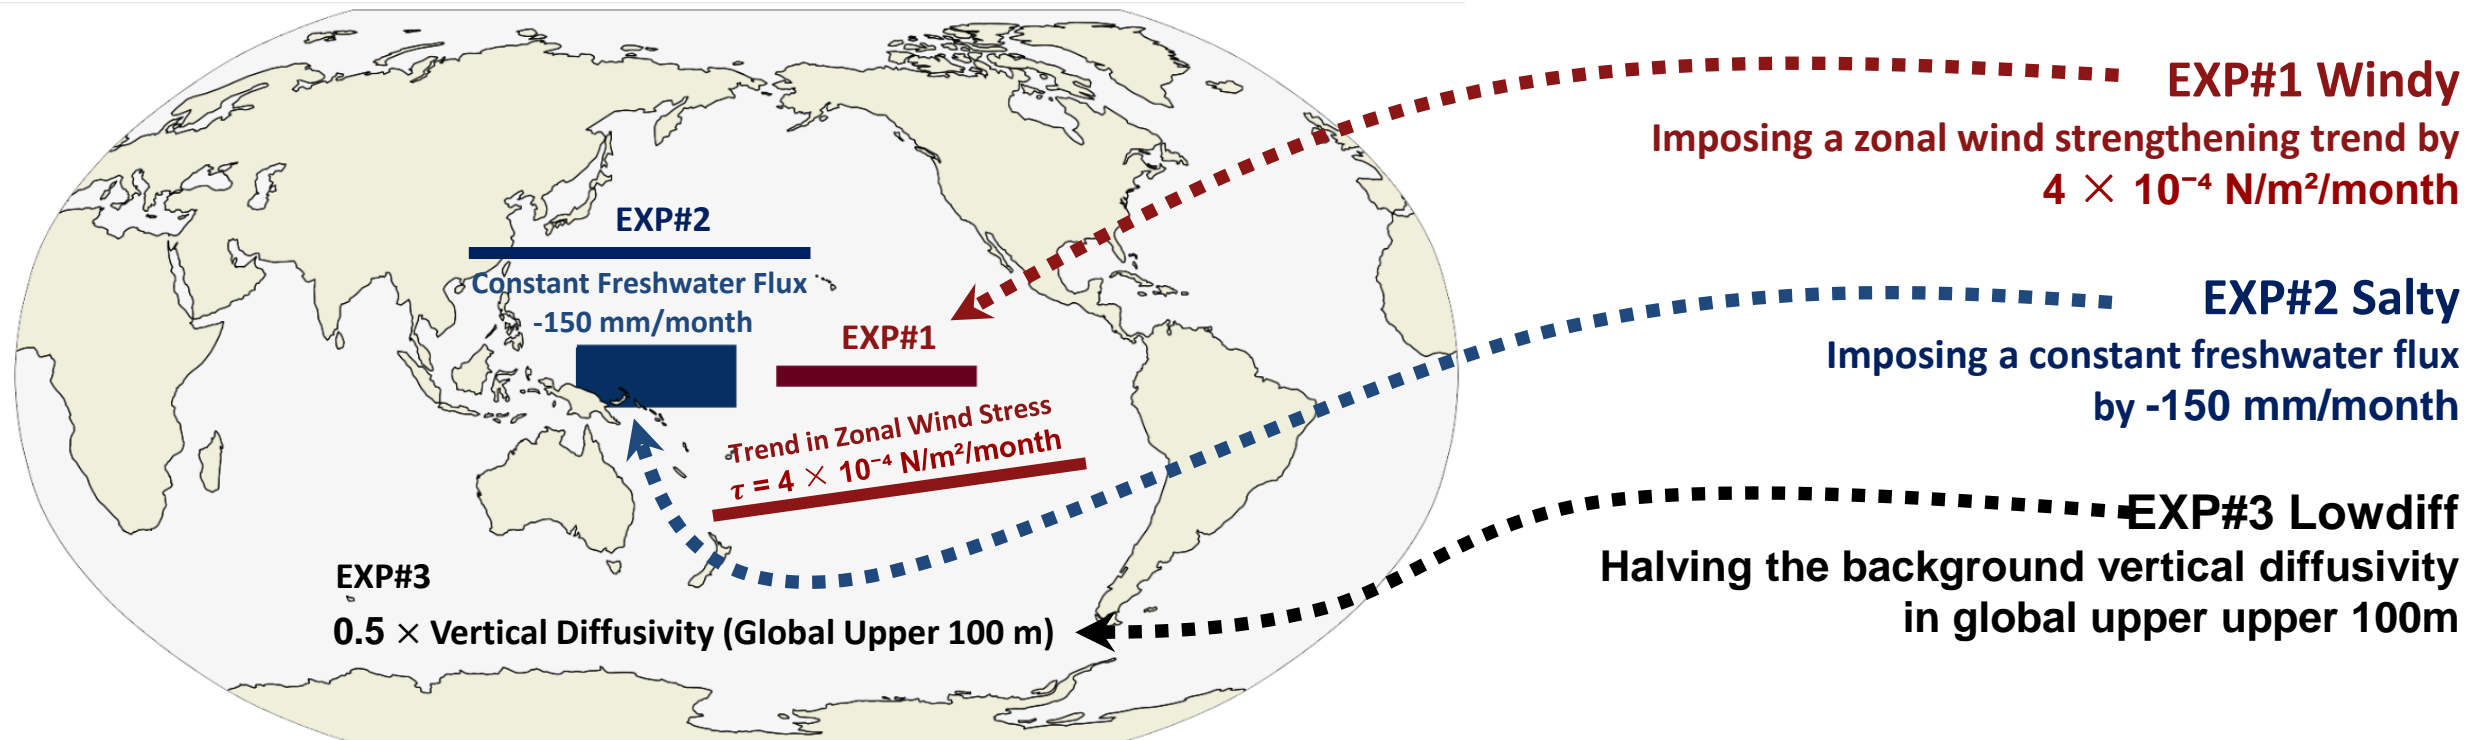 EXP#1 Windy
Imposing a zonal wind strengthening trend by
4 × 10⁻⁴ N/m²/month
EXP#2 Salty
Imposing a constant freshwater flux
by -150 mm/month
EXP#3 Lowdiff
Halving the background vertical diffusivity
in global upper upper 100m
EXP#2
Constant Freshwater Flux
-150 mm/month
EXP#1
Trend in Zonal Wind Stress
τ = 4 × 10⁻⁴ N/m²/month
EXP#3
0.5 × Vertical Diffusivity (Global Upper 100 m)